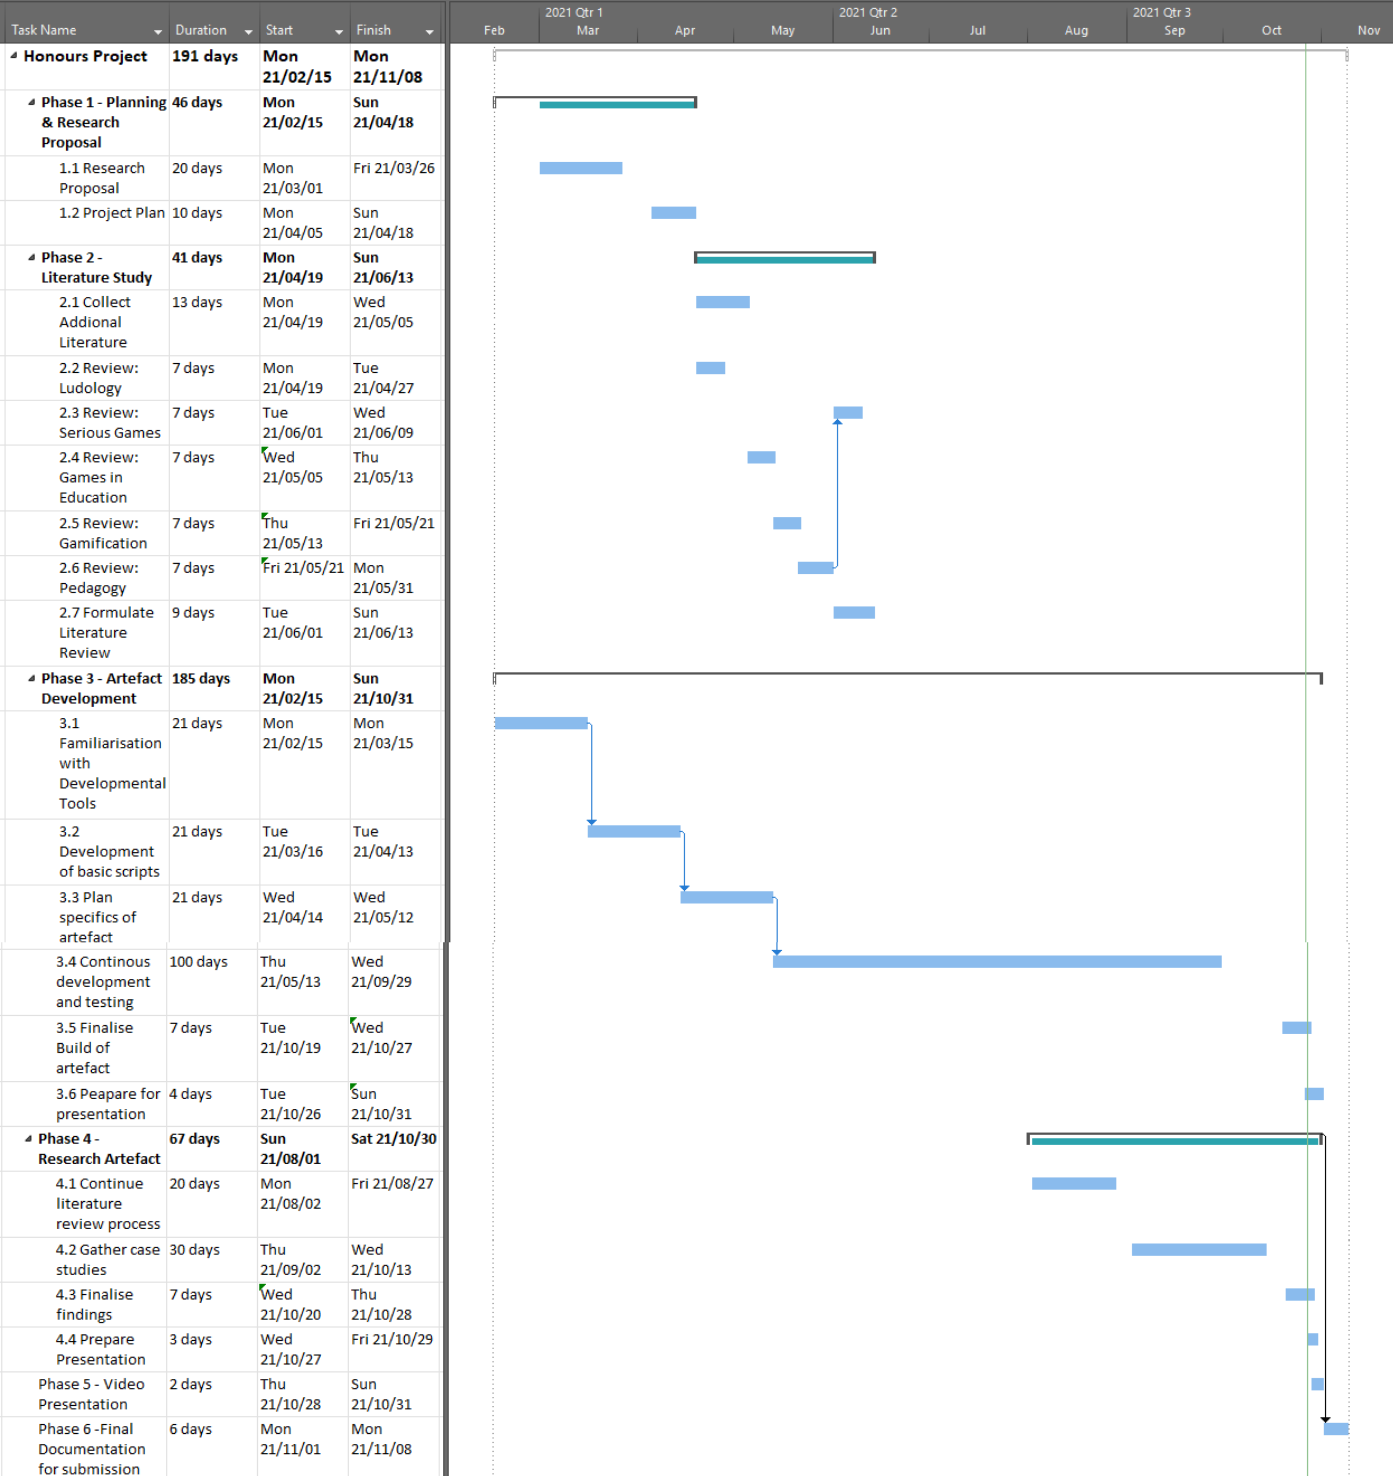 2021 Qtr 1 2021 Qtr 2 2021 Qtr 3
Task Name Duration Start Finish Feb Mar Apr May Jun Jul Aug Sep Oct Nov
Honours Project 191 days Mon Mon
21/02/15 21/11/08
Phase 1 - Planning 46 days Mon Sun
& Research 21/02/15 21/04/18
Proposal
1.1 Research 20 days Mon Fri 21/03/26
Proposal 21/03/01
1.2 Project Plan 10 days Mon Sun
21/04/05 21/04/18
Phase 2 - 41 days Mon Sun
Literature Study 21/04/19 21/06/13
2.1 Collect 13 days Mon Wed
Addional 21/04/19 21/05/05
Literature
2.2 Review: 7 days Mon Tue
Ludology 21/04/19 21/04/27
2.3 Review: 7 days Tue Wed
Serious Games 21/06/01 21/06/09
2.4 Review: 7 days Wed Thu
Games in 21/05/05 21/05/13
Education
2.5 Review: 7 days Thu Fri 21/05/21
Gamification 21/05/13
2.6 Review: 7 days Fri 21/05/21 Mon
Pedagogy 21/05/31
2.7 Formulate 9 days Tue Sun
Literature 21/06/01 21/06/13
Review
Phase 3 - Artefact 185 days Mon Sun
Development 21/02/15 21/10/31
3.1 21 days Mon Mon
Familiarisation 21/02/15 21/03/15
with
Developmental
Tools
3.2 21 days Tue Tue
Development 21/03/16 21/04/13
of basic scripts
3.3 Plan 21 days Wed Wed
specifics of 21/04/14 21/05/12
artefact
3.4 Continous 100 days Thu Wed
development 21/05/13 21/09/29
and testing
3.5 Finalise 7 days Tue Wed
Build of 21/10/19 21/10/27
artefact
3.6 Peapare for 4 days Tue Sun
presentation 21/10/26 21/10/31
Phase 4 - 67 days Sun Sat 21/10/30
Research Artefact 21/08/01
4.1 Continue 20 days Mon Fri 21/08/27
literature 21/08/02
review process
4.2 Gather case 30 days Thu Wed
studies 21/09/02 21/10/13
4.3 Finalise 7 days Wed Thu
findings 21/10/20 21/10/28
4.4 Prepare 3 days Wed Fri 21/10/29
Presentation 21/10/27
Phase 5 - Video 2 days Thu Sun
Presentation 21/10/28 21/10/31
Phase 6 -Final 6 days Mon Mon
Documentation 21/11/01 21/11/08
for submission